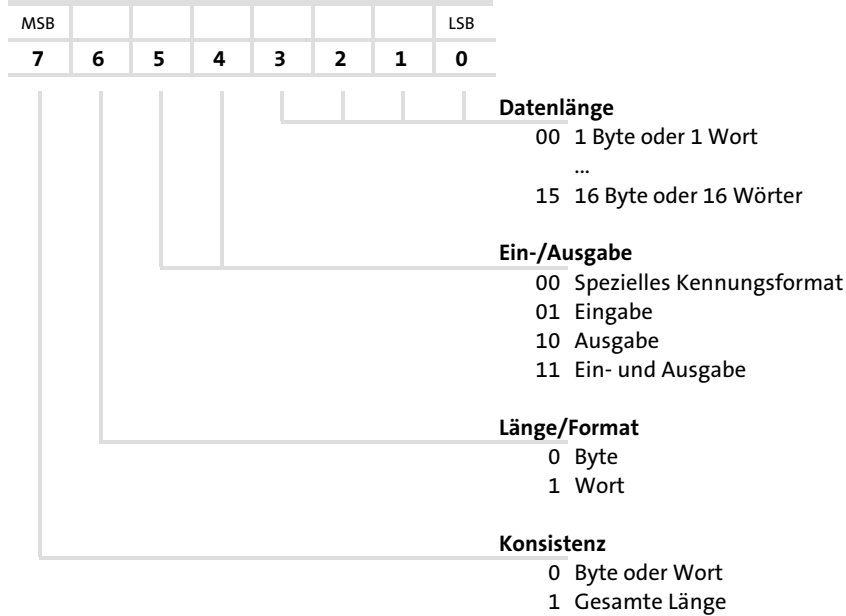 MSB LSB
7 6 5 4 3 2 1 0
Datenlänge
00 1 Byte oder 1 Wort
...
15 16 Byte oder 16 Wörter
Ein-/Ausgabe
00 Spezielles Kennungsformat
01 Eingabe
10 Ausgabe
11 Ein- und Ausgabe
Länge/Format
0 Byte
1 Wort
Konsistenz
0 Byte oder Wort
1 Gesamte Länge